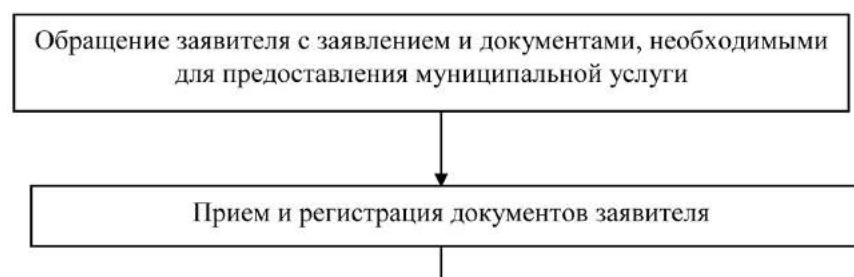 Обращение заявителя с заявлением и документами, необходимыми
для предоставления муниципальной услуги
Прием и регистрация документов заявителя